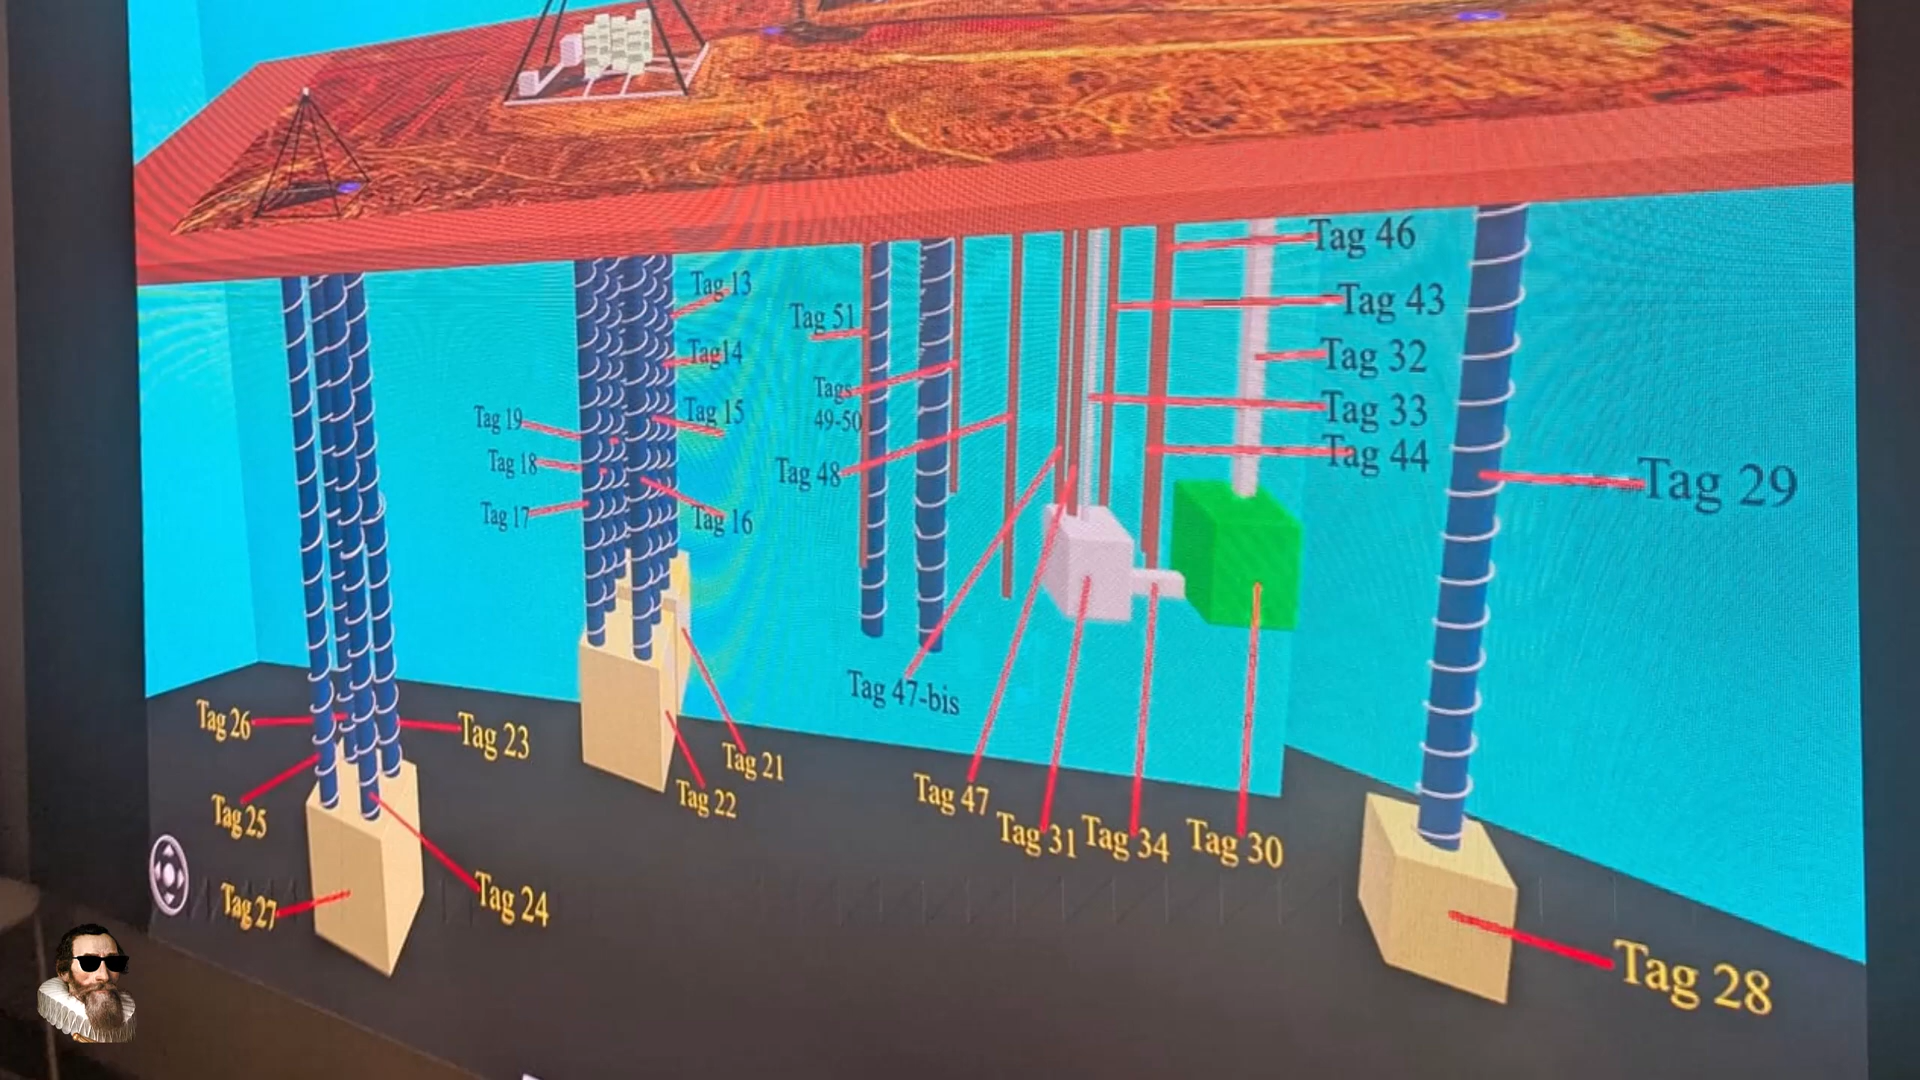 Tag 46
Tag 13
Tag 43
Tag 51
Tag14
Tag 32
Tags
49-50
Tag 15
Tag 33
Tag 19
Tag 18
Tag 48
Tag 44
Tag 29
Tag 17
Tag 16
Tag 47-bis
Tag 26
Tag 23
Tag 21
Tag 22
Tag 47
Tag 25
Tag 31
Tag 34
Tag 30
Tag 27
Tag 24
Tag 28